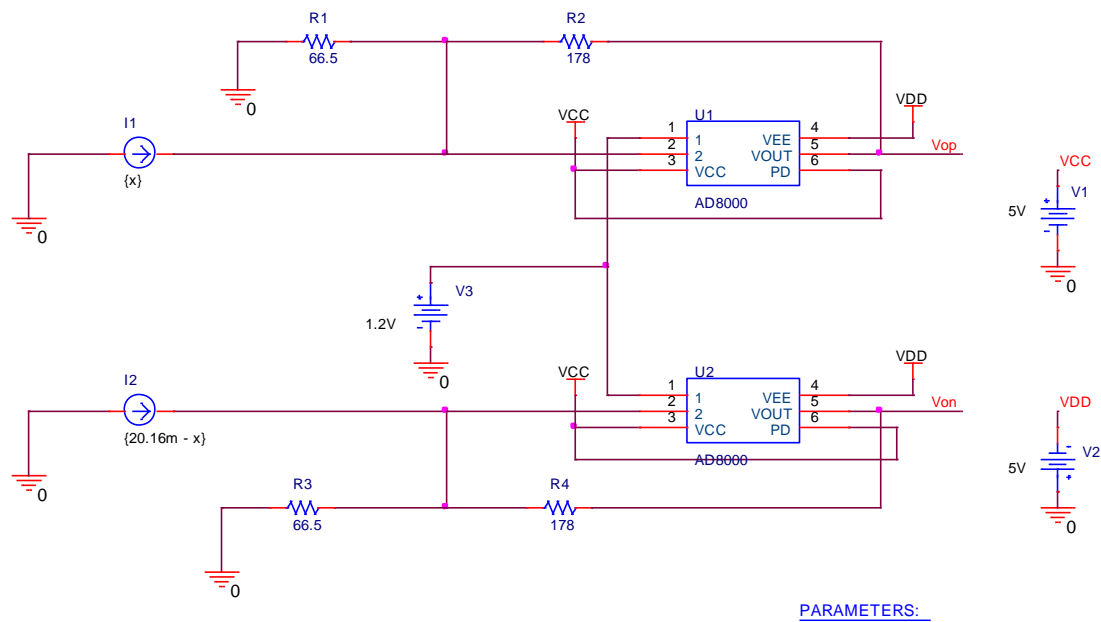 R1
66.5
R2
178
0
I1
{x}
0
VCC
U1
1
2
3
1
2
VCC
VEE
VOUT
PD
4
5
6
AD8000
VDD
Vop
VCC
V1
5V
0
V3
1.2V
0
I2
{20.16m - x}
0
VCC
U2
1
2
3
1
2
VCC
VEE
VOUT
PD
4
5
6
AD8000
VDD
Von
VDD
V2
5V
0
R3
66.5
R4
178
0
PARAMETERS: